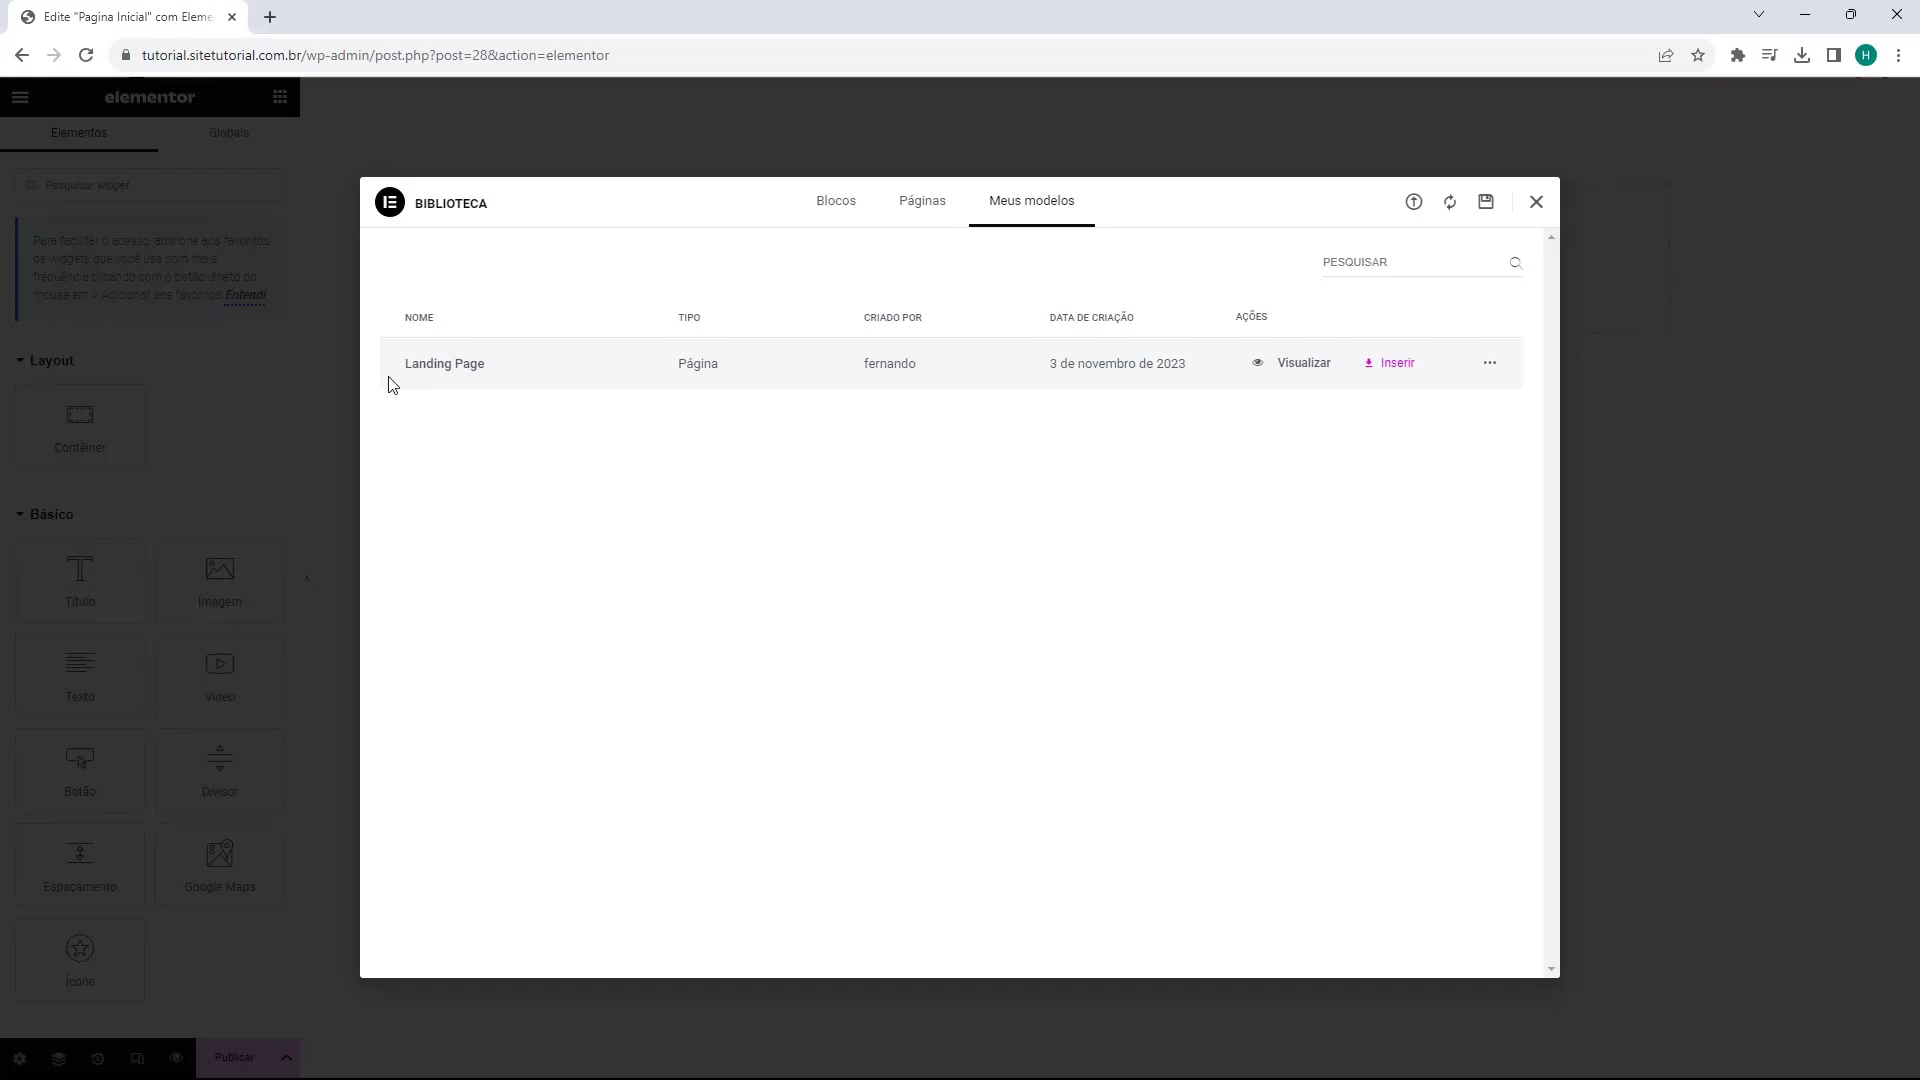 Edite "Pagina Inicial" com Eleme
tutorial.sitetutorial.com.br/wp-admin/post.php?post=28&action=elementor
H
elementor
Elementos
Globais
Pesquisar widget
Para facilitar o acesso, adicione aos favoritos
os widgets que você usa com mais
frequência clicando com o botão direito do
mouse em > Adicionar aos favoritos Entendi
Layout
Contêiner
Básico
Título
Imagem
Texto
Vídeo
Botão
Divisor
Espaçamento
Google Maps
Ícone
Publicar
BIBLIOTECA
Blocos
Páginas
Meus modelos
PESQUISAR
NOME
TIPO
CRIADO POR
DATA DE CRIAÇÃO
AÇÕES
Landing Page
Página
fernando
3 de novembro de 2023
Visualizar
Inserir